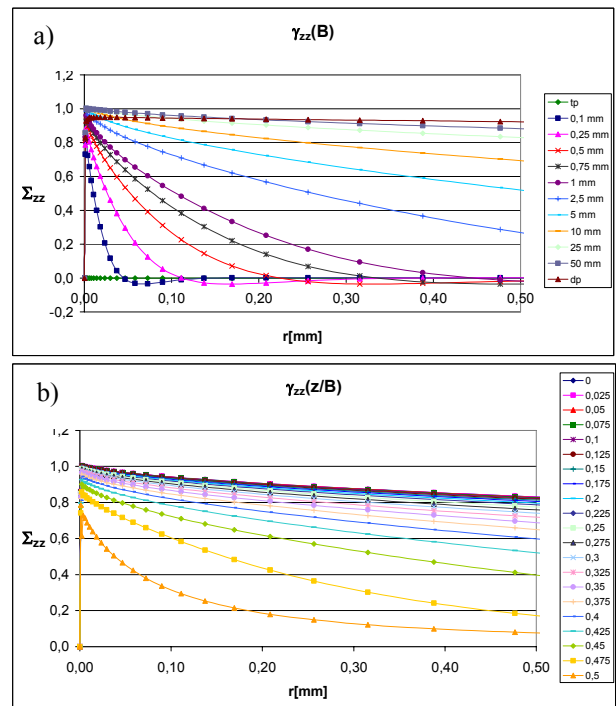 a)
γzz(B)
1,2
1,0
0,8
0,6
0,4
0,2
0,0
-0,2
Σzz
0,00
0,10
0,20
0,30
0,40
0,50
r[mm]
tp
0,1 mm
0,25 mm
0,5 mm
0,75 mm
1 mm
2,5 mm
5 mm
10 mm
25 mm
50 mm
dp
b)
γzz(z/B)
1,2
1,0
0,8
0,6
0,4
0,2
0,0
Σzz
0,00
0,10
0,20
0,30
0,40
0,50
r[mm]
0
0,025
0,05
0,075
0,1
0,125
0,15
0,175
0,2
0,225
0,25
0,275
0,3
0,325
0,35
0,375
0,4
0,425
0,45
0,475
0,5